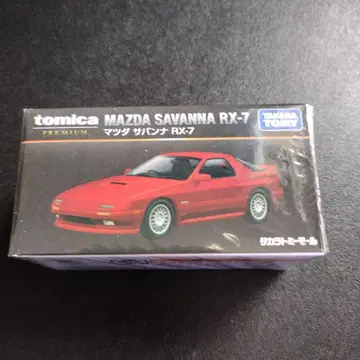 tomica MAZDA SAVANNA RX-7
PREMIUM マツダ サバンナ RX-7
TAKARA
TOMY
タカラトミーモール